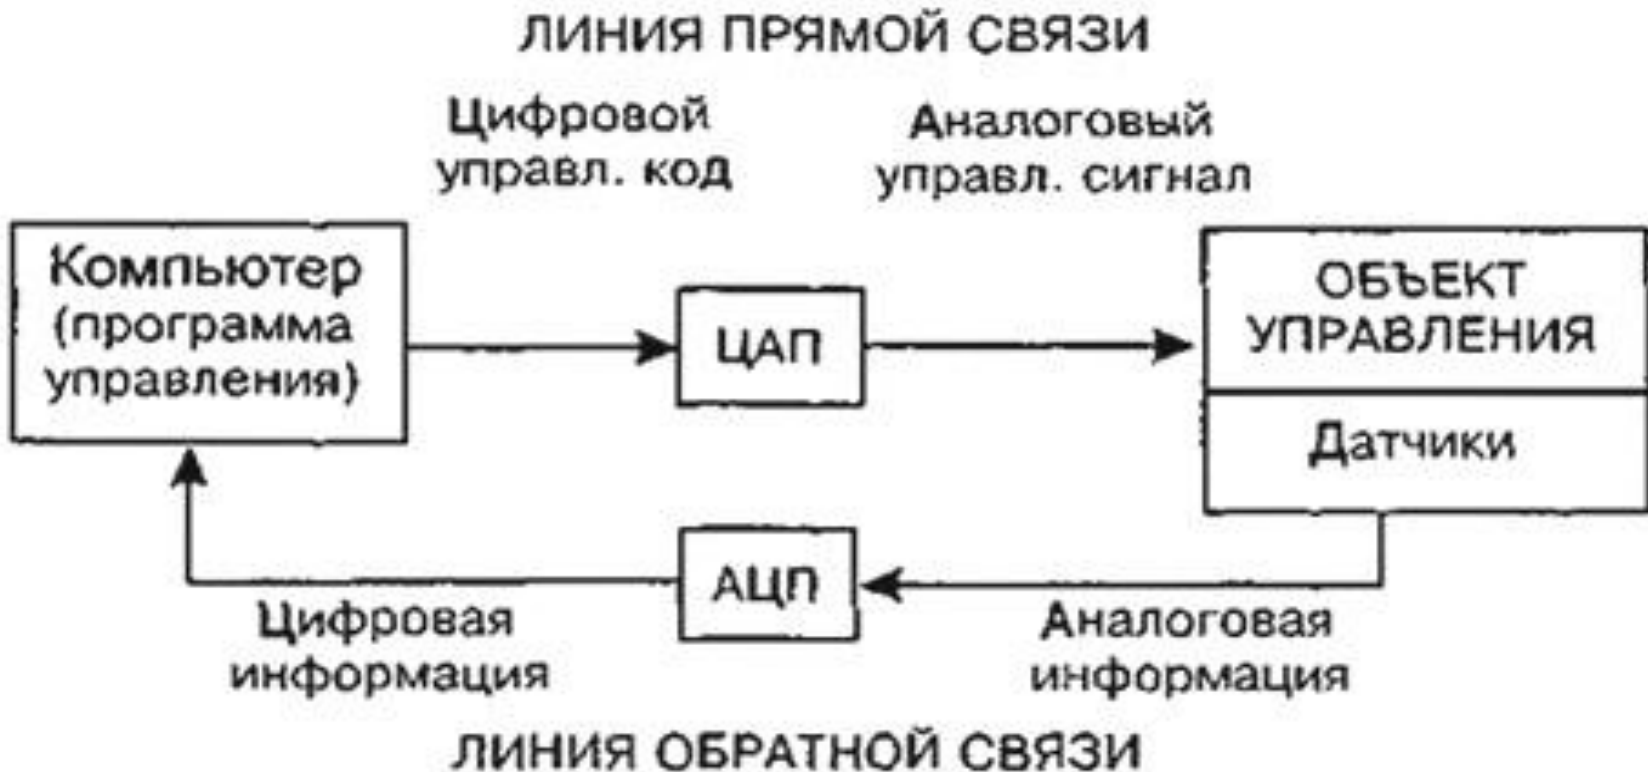 ЛИНИЯ ПРЯМОЙ СВЯЗИ
Цифровой
управл. код
Аналоговый
управл. сигнал
Компьютер
(программа
управления)
ЦАП
ОБЪЕКТ
УПРАВЛЕНИЯ
Датчики
АЦП
Цифровая
информация
Аналоговая
информация
ЛИНИЯ ОБРАТНОЙ СВЯЗИ